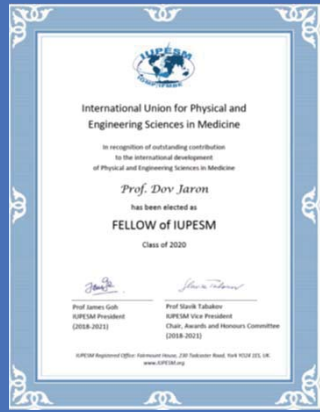 IUPESM
International Union for Physical and
Engineering Sciences in Medicine
In recognition of outstanding contribution
to the international development
of Physical and Engineering Sciences in Medicine
Prof. Dov Jaron
has been elected as
FELLOW of IUPESM
Class of 2020
Prof James Goh
IUPESM President
(2018-2021)
Prof Slavik Tabakov
IUPESM Vice President
Chair, Awards and Honours Committee
(2018-2021)
IUPESM Registered Office: Fairmount House, 230 Tadcaster Road, York YO24 1ES, UK
www.IUPESM.org